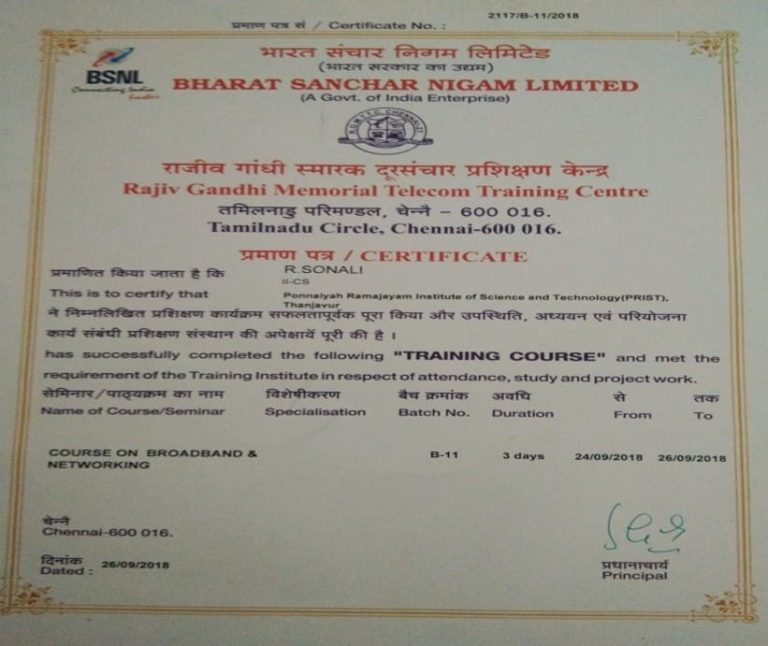 प्रमाण पत्र सं / Certificate No. : 2117/B-11/2018
BSNL
Connecting India
भारत संचार निगम लिमिटेड
(भारत सरकार का उद्यम)
BHARAT SANCHAR NIGAM LIMITED
(A Govt. of India Enterprise)
राजीव गांधी स्मारक दूरसंचार प्रशिक्षण केन्द्र
Rajiv Gandhi Memorial Telecom Training Centre
तमिलनाडु परिमण्डल, चेन्नै – 600 016.
Tamilnadu Circle, Chennai-600 016.
प्रमाण पत्र / CERTIFICATE
प्रमाणित किया जाता है कि R.SONALI
II-CS
This is to certify that Ponnaiyah Ramajayam Institute of Science and Technology(PRIST),
Thanjavur
ने निम्नलिखित प्रशिक्षण कार्यक्रम सफलतापूर्वक पूरा किया और उपस्थिति, अध्ययन एवं परियोजना
कार्य संबंधी प्रशिक्षण संस्थान की अपेक्षायें पूरी की है ।
has successfully completed the following "TRAINING COURSE" and met the
requirement of the Training Institute in respect of attendance, study and project work.
सेमिनार/पाठ्यक्रम का नाम विशेषीकरण बैच क्रमांक अवधि से तक
Name of Course/Seminar Specialisation Batch No. Duration From To
COURSE ON BROADBAND & B-11 3 days 24/09/2018 26/09/2018
NETWORKING
चेन्नै
Chennai-600 016.
दिनांक
Dated : 26/09/2018
प्रधानाचार्य
Principal